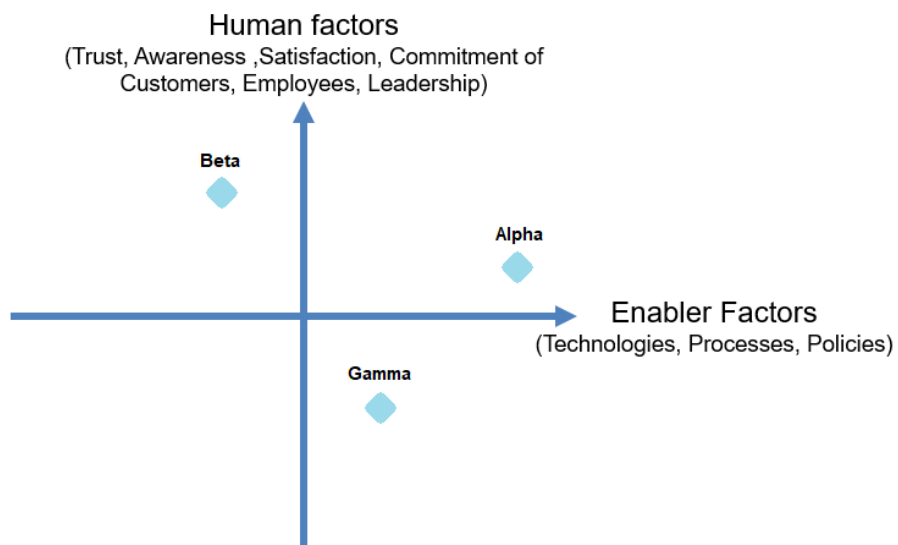 Human factors
(Trust, Awareness ,Satisfaction, Commitment of
Customers, Employees, Leadership)
Beta
Alpha
Enabler Factors
(Technologies, Processes, Policies)
Gamma